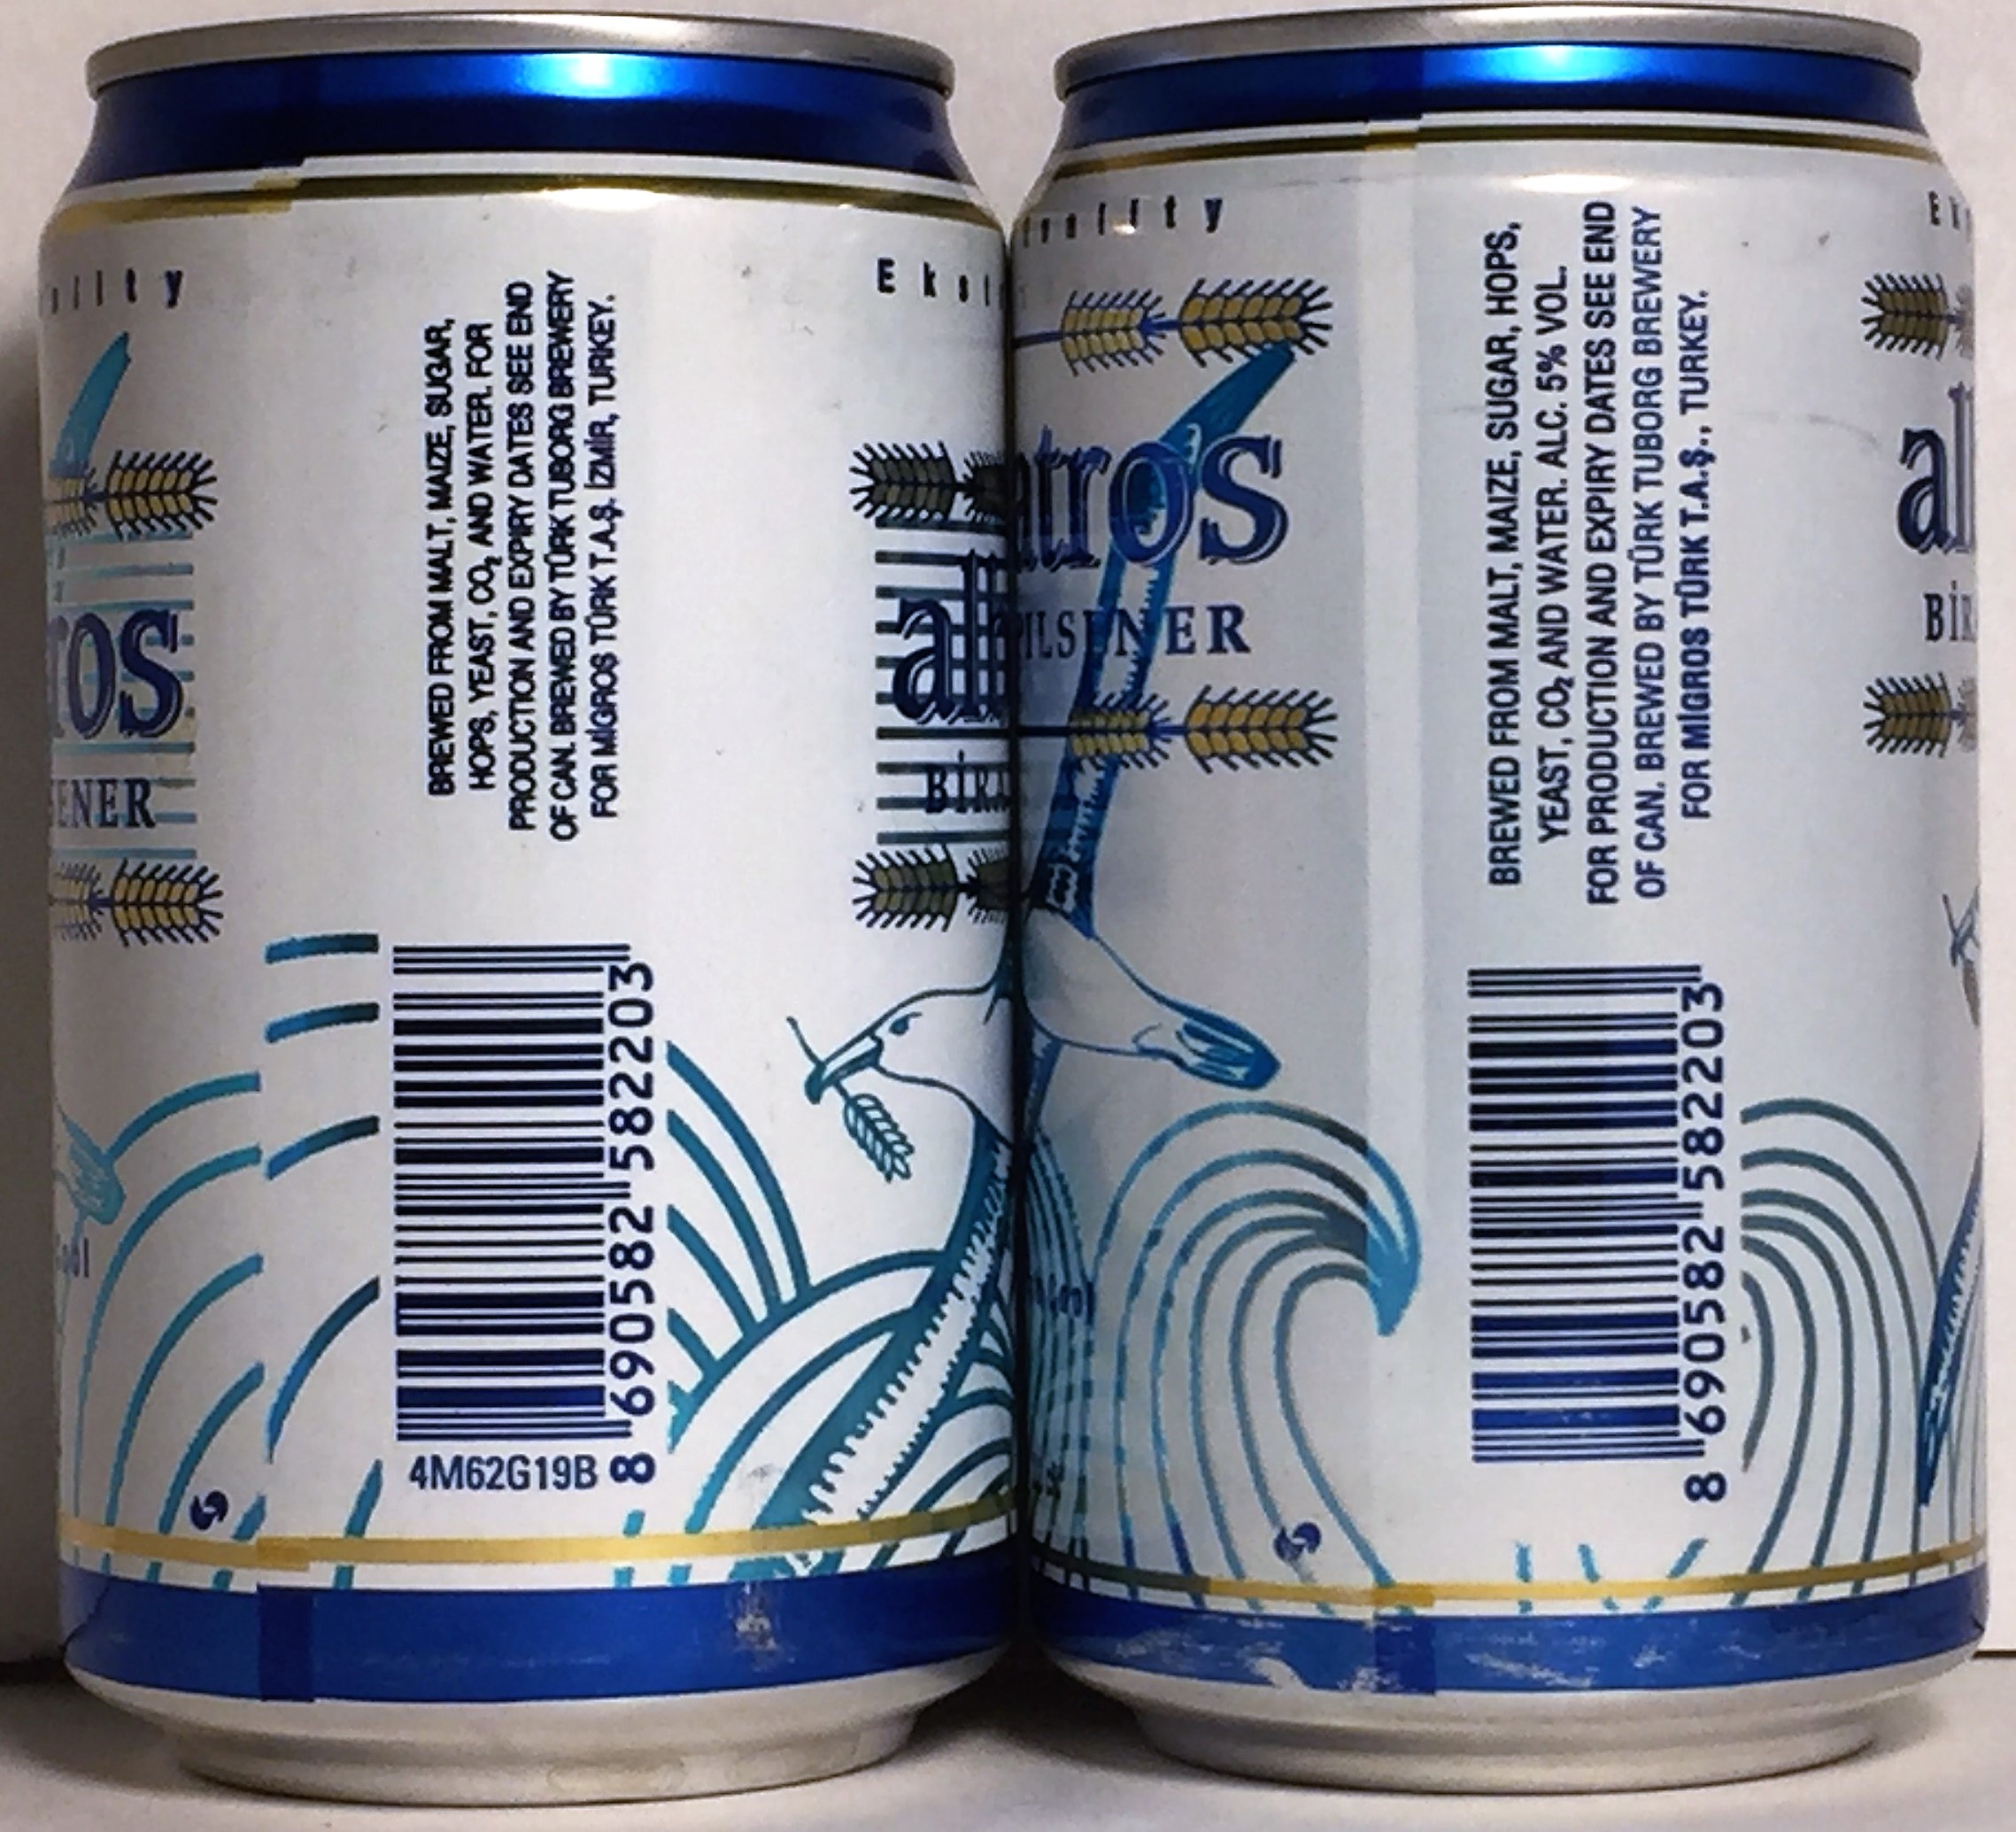 BREWED FROM MALT, MAIZE, SUGAR,
HOPS, YEAST, CO₂ AND WATER. FOR
PRODUCTION AND EXPIRY DATES SEE END
OF CAN. BREWED BY TÜRK TUBORG BREWERY
FOR MİGROS TÜRK T.A.Ş. İZMİR, TURKEY.
8 690582 582203
4M62G19B
PILSENER
BREWED FROM MALT, MAIZE, SUGAR, HOPS,
YEAST, CO₂ AND WATER. ALC. 5% VOL.
FOR PRODUCTION AND EXPIRY DATES SEE END
OF CAN. BREWED BY TÜRK TUBORG BREWERY
FOR MİGROS TÜRK T.A.Ş., TURKEY.
8 690582 582203